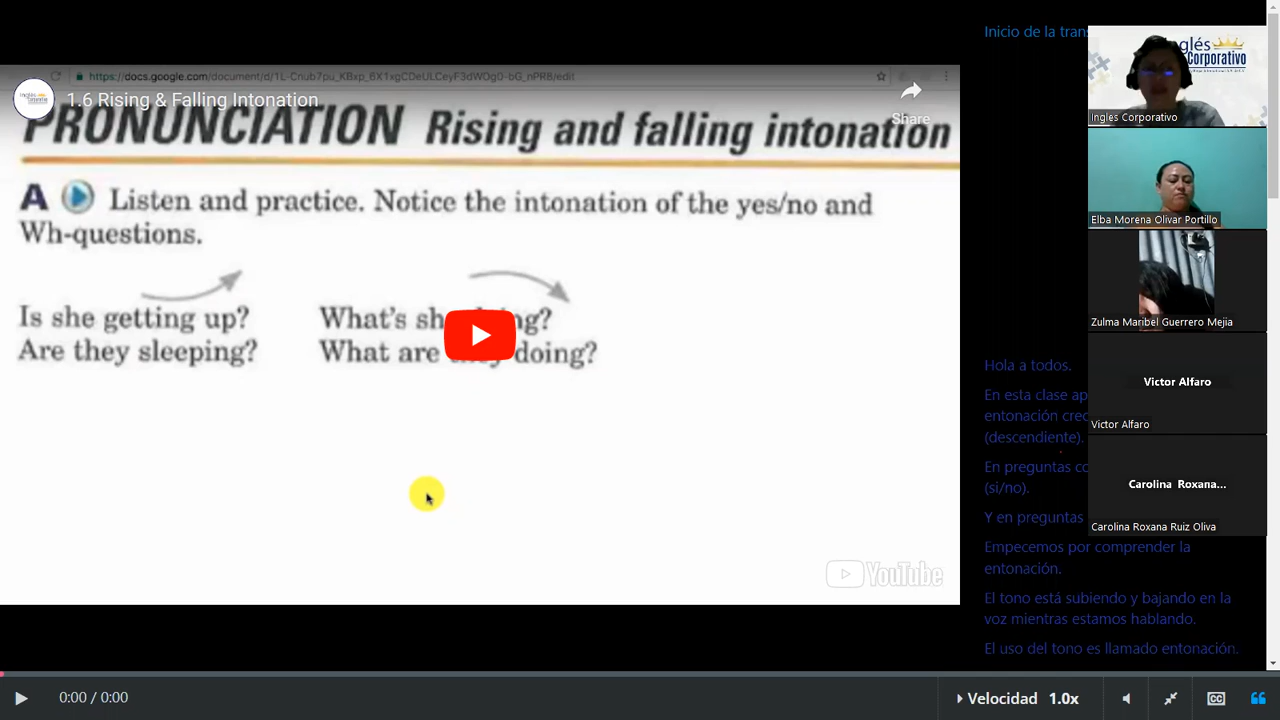 https://docs.google.com/document/d/1L-Cnub7pu_KBxp_6X1xgCDeULCeyF3dWDgO-bG_nPR8/edit
1.6 Rising & Falling Intonation
Share
PRONUNCIATION Rising and falling intonation
A Listen and practice. Notice the intonation of the yes/no and
Wh-questions.
Is she getting up?
What's she
Are they sleeping?
What are they doing?
YouTube
Inicio de la trans
Hola a todos.
En esta clase ap
entonación crec
(descendiente).
En preguntas co
(si/no).
Y en preguntas
Empecemos por comprender la
entonación.
El tono está subiendo y bajando en la
voz mientras estamos hablando.
El uso del tono es llamado entonación.
Inglés
Corporativo
Ingles Corporativo
Elba Morena Olivar Portillo
Zulma Maribel Guerrero Mejia
Victor Alfaro
Victor Alfaro
Carolina Roxana...
Carolina Roxana Ruiz Oliva
0:00 / 0:00
Velocidad 1.0x
CC